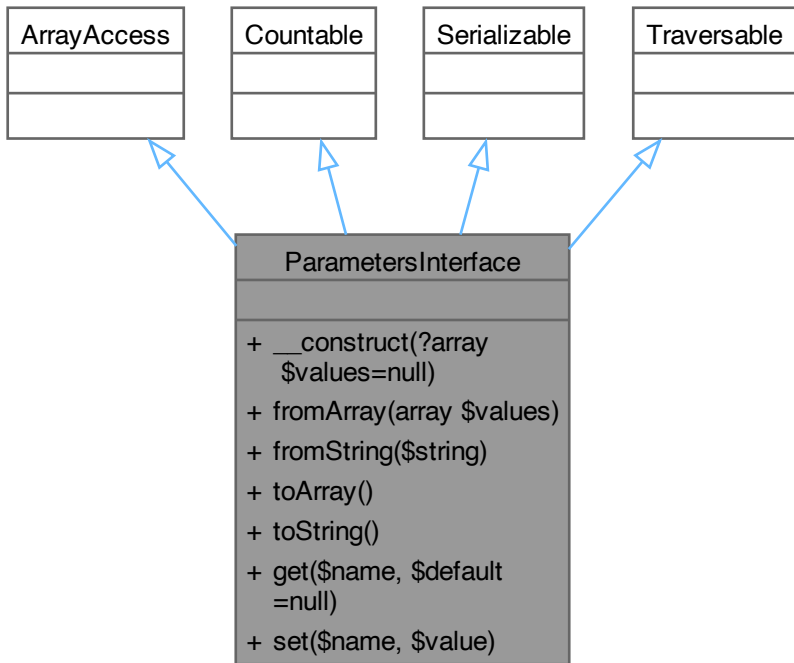 ArrayAccess Countable Serializable Traversable
ParametersInterface
+ __construct(?array
$values=null)
+ fromArray(array $values)
+ fromString($string)
+ toArray()
+ toString()
+ get($name, $default
=null)
+ set($name, $value)